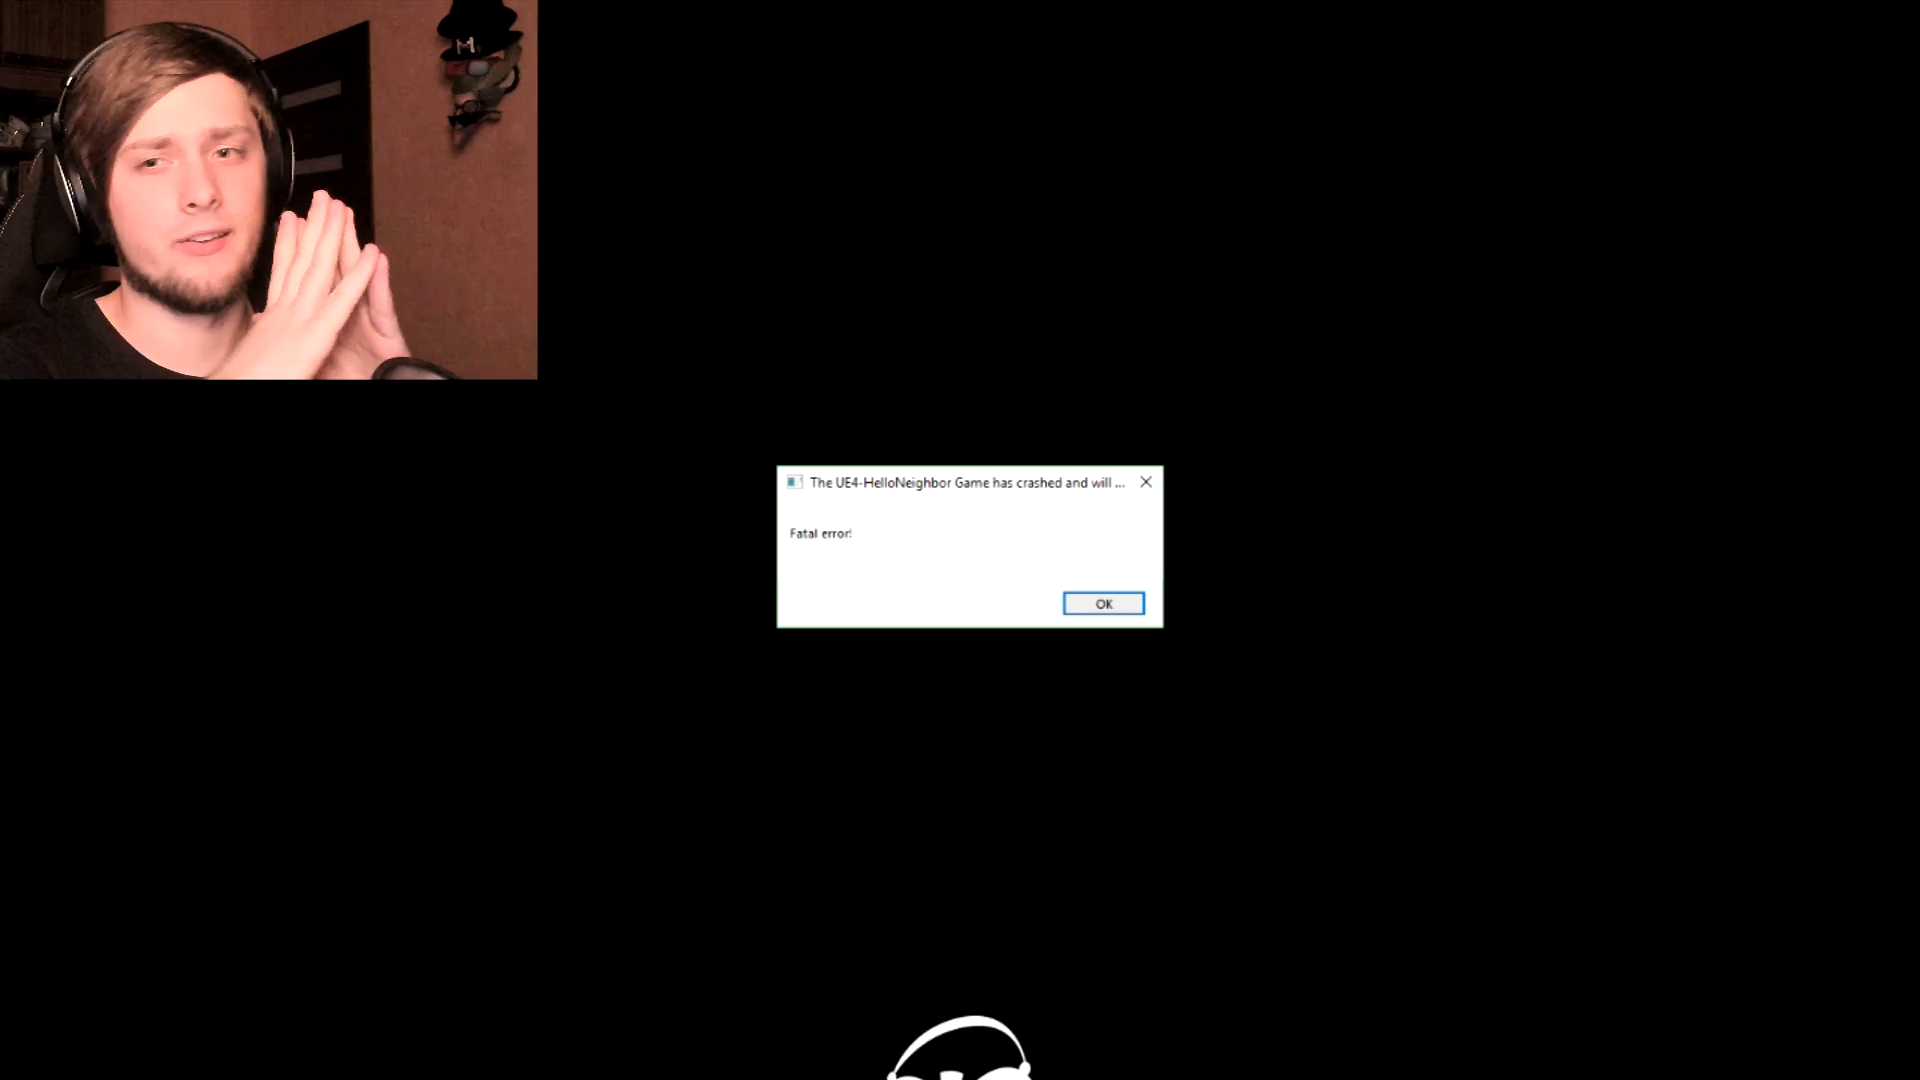 H
The UE4-HelloNeighbor Game has crashed and will ...
Fatal error!
OK